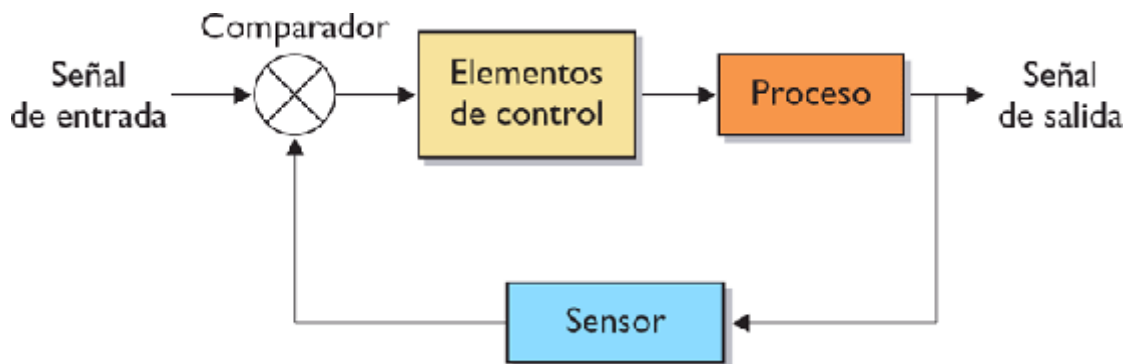 Comparador
Señal
de entrada
Elementos
de control
Proceso
Señal
de salida
Sensor